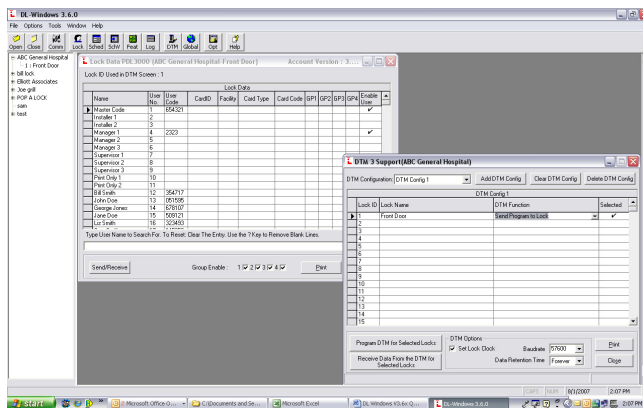 DL-Windows 3.6.0
File Options Tools Window Help
Open Close Comm Lock Sched SchW Feat Log DTM Global Opt Help
ABC General Hospital
1 : Front Door
bill lock
Elliott Associates
Joe grill
POP A LOCK
sam
test
Lock Data PDL3000 (ABC General Hospital-Front Door) Account Version : 3....
Lock ID Used in DTM Screen : 1
Lock Data
Name User No. User Code CardID Facility Card Type Card Code GP1 GP2 GP3 GP4 Enable User
Master Code 1 654321 ✔
Installer 1 2
Installer 2 3
Manager 1 4 2323 ✔
Manager 2 5
Manager 3 6
Supervisor 1 7
Supervisor 2 8
Supervisor 3 9
Print Only 1 10
Print Only 2 11
Bill Smith 12 354717
John Doe 13 051595
George Jones 14 678107
Jane Doe 15 509121
Liz Smith 16 323493
Type User Name to Search For. To Reset: Clear The Entry. Use the ? Key to Remove Blank Lines.
Send/Receive Group Enable : 1 2 3 4 Print
DTM 3 Support(ABC General Hospital)
DTM Configuration DTM Config 1 Add DTM Config Clear DTM Config Delete DTM Config
DTM Config 1
Lock ID Lock Name DTM Function Selected
1 Front Door Send Program to Lock ✔
2
3
4
5
6
7
8
9
10
11
12
13
14
15
Program DTM for Selected Locks
Receive Data From the DTM for Selected Locks
DTM Options
Set Lock Clock Baudrate 57600
Data Retention Time Forever
Print
Close
CAPS NUM 8/1/2007 2:07 PM
start 2 Microsoft Office O... C:\Documents and Se... Microsoft Excel DL Windows V3.6x Q... DL-Windows 3.6.0 2:07 PM